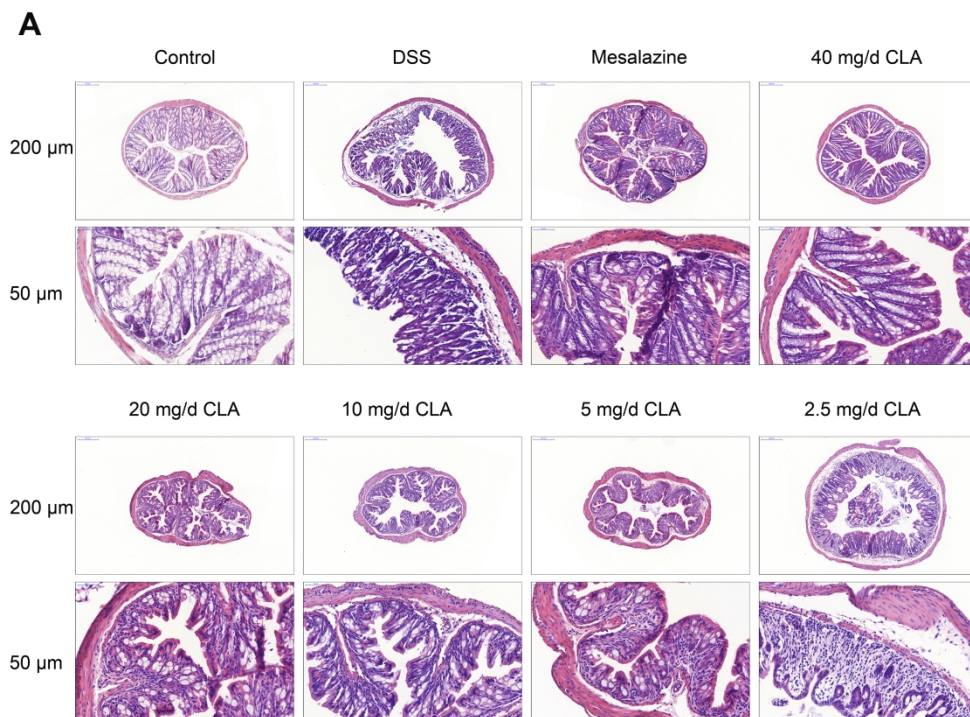 A
Control DSS Mesalazine 40 mg/d CLA
200 μm
50 μm
20 mg/d CLA 10 mg/d CLA 5 mg/d CLA 2.5 mg/d CLA
200 μm
50 μm